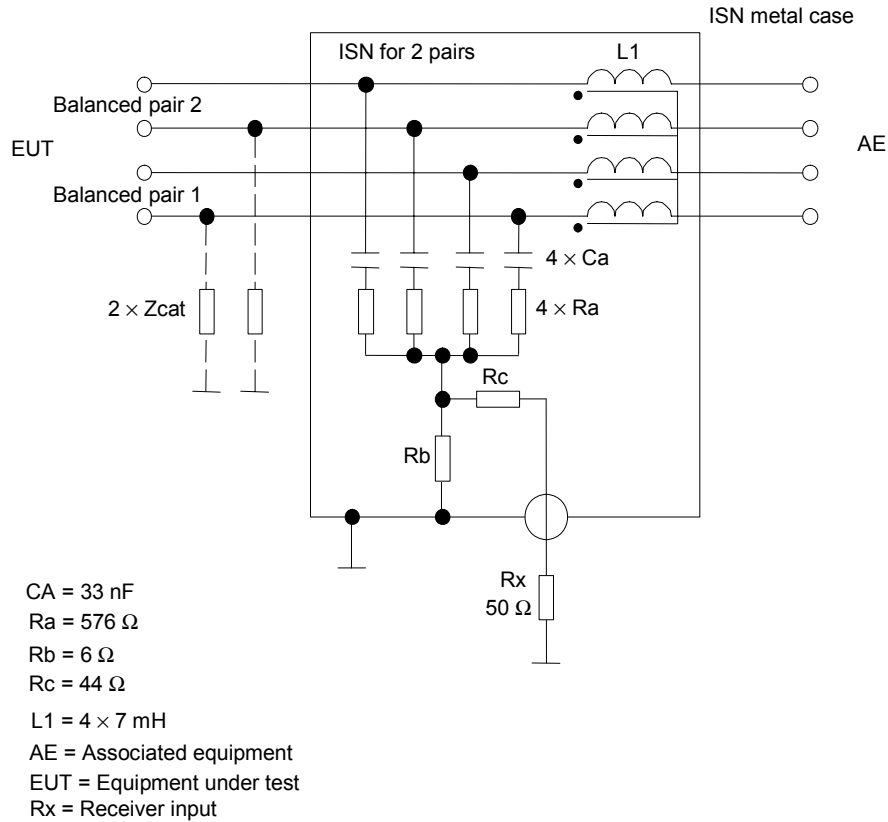 ISN metal case
ISN for 2 pairs
L1
Balanced pair 2
EUT
AE
Balanced pair 1
4 × Ca
2 × Zcat
4 × Ra
Rc
Rb
Rx
50 Ω
CA = 33 nF
Ra = 576 Ω
Rb = 6 Ω
Rc = 44 Ω
L1 = 4 × 7 mH
AE = Associated equipment
EUT = Equipment under test
Rx = Receiver input